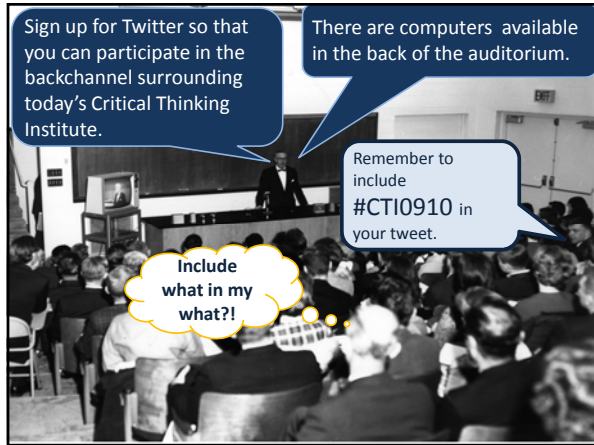 Sign up for Twitter so that
you can participate in the
backchannel surrounding
today's Critical Thinking
Institute.
There are computers available
in the back of the auditorium.
EXIT
Remember to
include
#CTI0910 in
your tweet.
Include
what in my
what?!